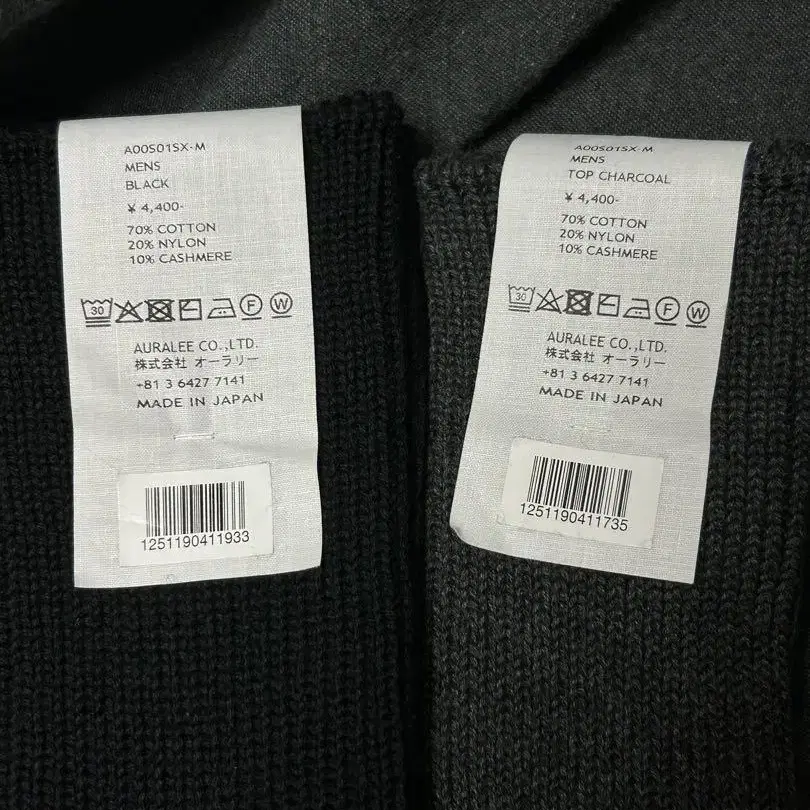 A00S01SX-M
MENS
BLACK
¥ 4,400-
70% COTTON
20% NYLON
10% CASHMERE
30
F
W
AURALEE CO.,LTD.
株式会社 オーラリー
+81 3 6427 7141
MADE IN JAPAN
1251190411933
A00S01SX-M
MENS
TOP CHARCOAL
¥ 4,400-
70% COTTON
20% NYLON
10% CASHMERE
30
F
W
AURALEE CO.,LTD.
株式会社 オーラリー
+81 3 6427 7141
MADE IN JAPAN
1251190411735